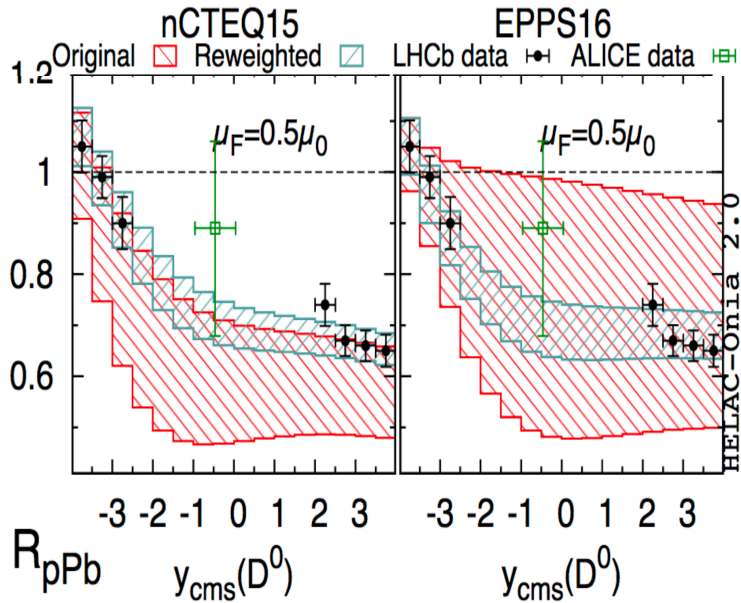 nCTEQ15 EPPS16
Original Reweighted LHCb data ALICE data
1.2
μF=0.5μ0 μF=0.5μ0
1
0.8
0.6
HELAC-Onia 2.0
-3 -2 -1 0 1 2 3 -3 -2 -1 0 1 2 3
RpPb ycms(D⁰) ycms(D⁰)